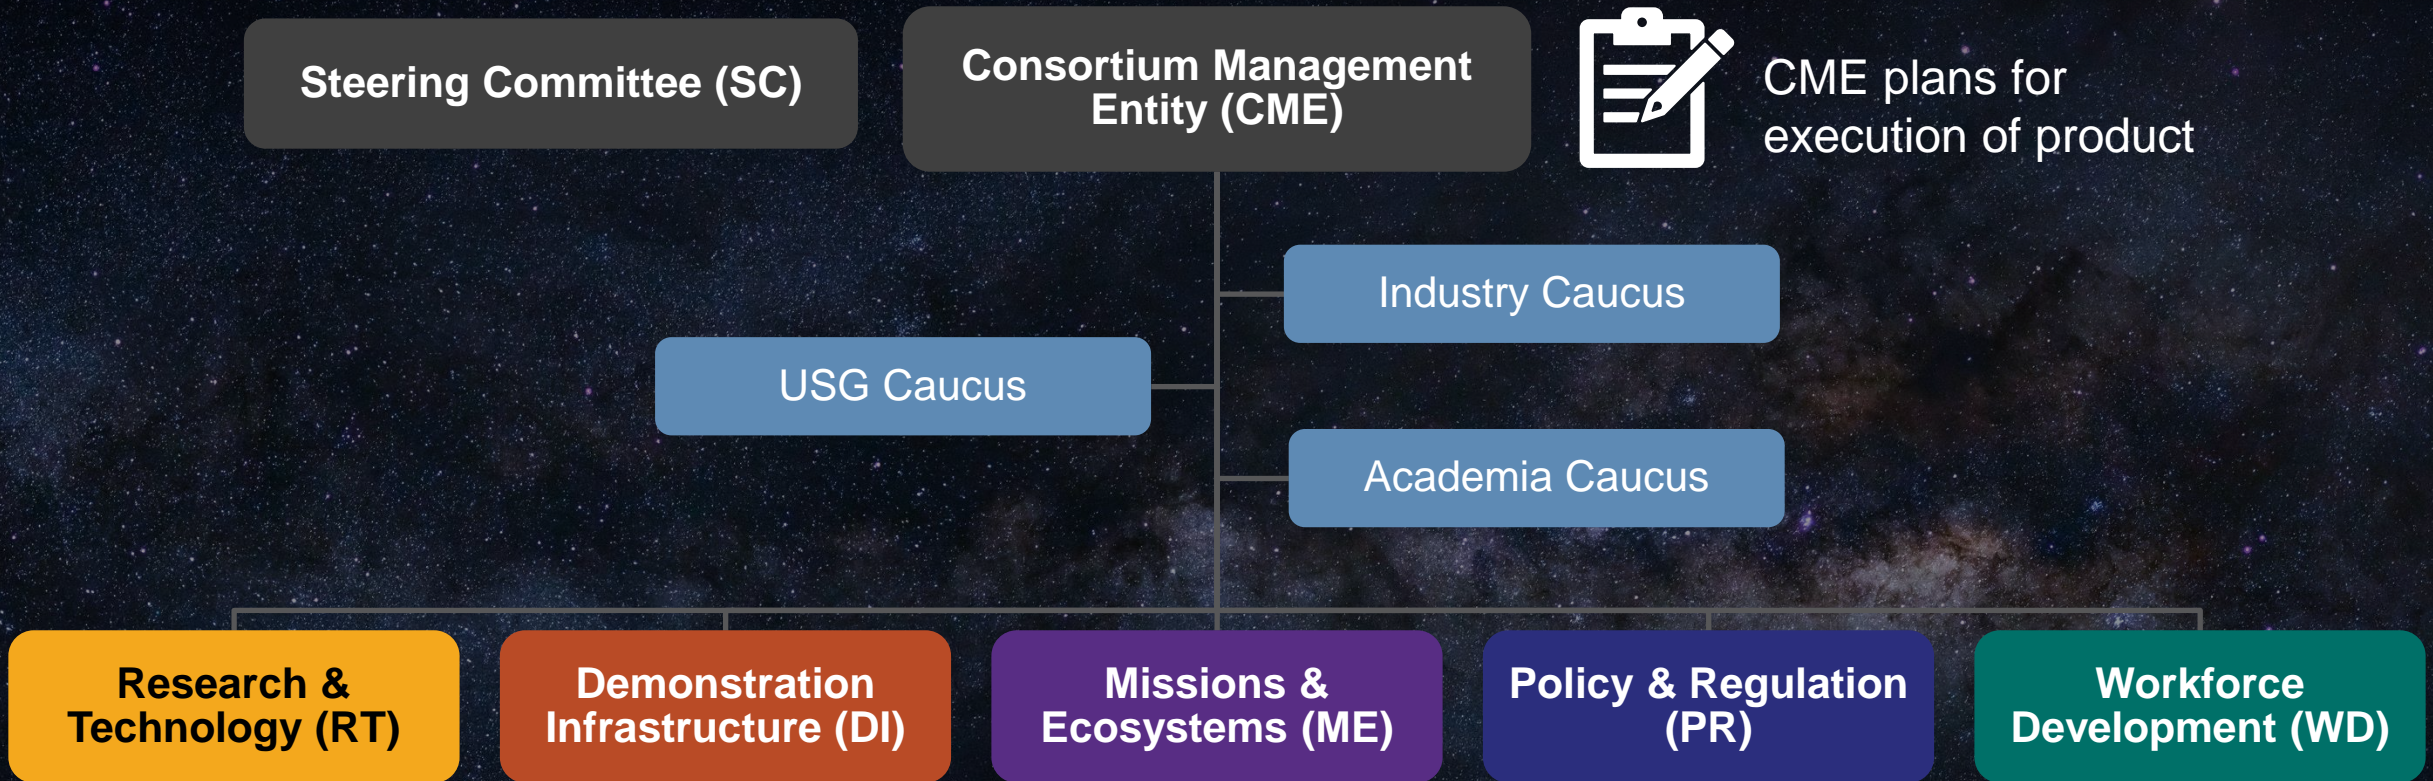 Steering Committee (SC)
Consortium Management
Entity (CME)
CME plans for
execution of product
Industry Caucus
USG Caucus
Academia Caucus
Research &
Technology (RT)
Demonstration
Infrastructure (DI)
Missions &
Ecosystems (ME)
Policy & Regulation
(PR)
Workforce
Development (WD)